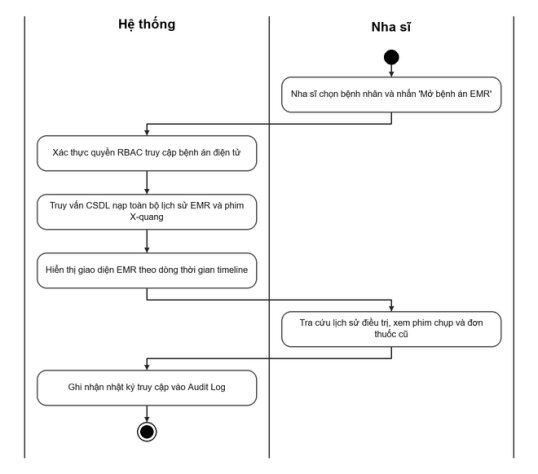 Hệ thống
Nha sĩ
Nha sĩ chọn bệnh nhân và nhấn 'Mở bệnh án EMR'
Xác thực quyền RBAC truy cập bệnh án điện tử
Truy vấn CSDL nạp toàn bộ lịch sử EMR và phim
X-quang
Hiển thị giao diện EMR theo dòng thời gian timeline
Tra cứu lịch sử điều trị, xem phim chụp và đơn
thuốc cũ
Ghi nhận nhật ký truy cập vào Audit Log